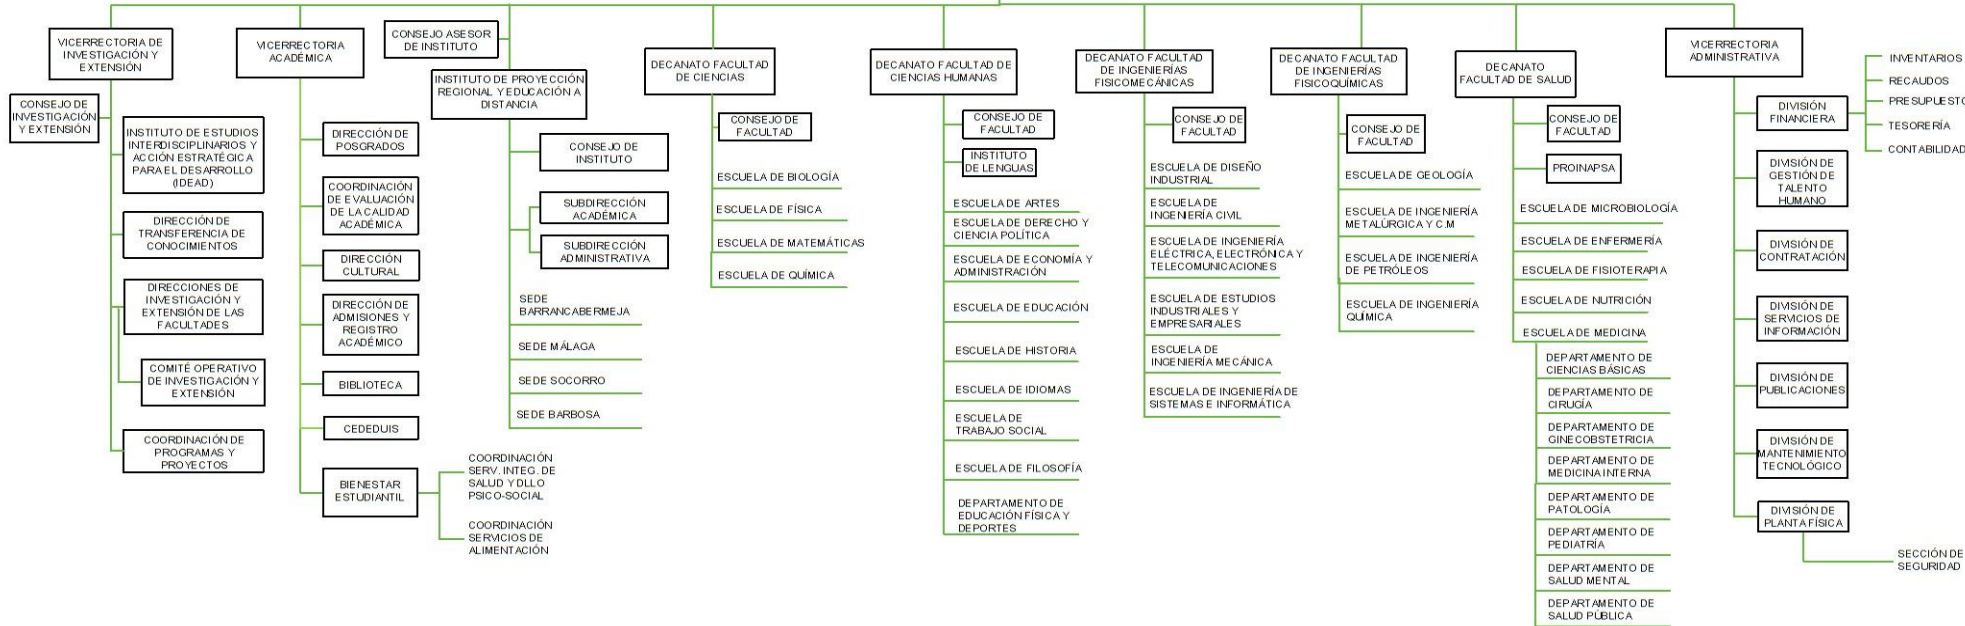 VICERRECTORIA DE
INVESTIGACIÓN Y
EXTENSIÓN
CONSEJO DE
INVESTIGACIÓN
Y EXTENSIÓN
INSTITUTO DE ESTUDIOS
INTERDISCIPLINARIOS Y
ACCIÓN ESTRATÉGICA
PARA EL DESARROLLO
(IDEAD)
DIRECCIÓN DE
TRANSFERENCIA DE
CONOCIMIENTOS
DIRECCIONES DE
INVESTIGACIÓN Y
EXTENSIÓN DE LAS
FACULTADES
COMITÉ OPERATIVO
DE INVESTIGACIÓN Y
EXTENSIÓN
COORDINACIÓN DE
PROGRAMAS Y
PROYECTOS
VICERRECTORIA
ACADÉMICA
DIRECCIÓN DE
POSGRADOS
COORDINACIÓN
DE EVALUACIÓN
DE LA CALIDAD
ACADÉMICA
DIRECCIÓN
CULTURAL
DIRECCIÓN DE
ADMISIONES Y
REGISTRO
ACADÉMICO
BIBLIOTECA
CEDEDUIS
BIENESTAR
ESTUDIANTIL
COORDINACIÓN
SERV. INTEG. DE
SALUD Y DLLO
PSICO-SOCIAL
COORDINACIÓN
SERVICIOS DE
ALIMENTACIÓN
CONSEJO ASESOR
DE INSTITUTO
INSTITUTO DE PROYECCIÓN
REGIONAL Y EDUCACIÓN A
DISTANCIA
CONSEJO DE
INSTITUTO
SUBDIRECCIÓN
ACADÉMICA
SUBDIRECCIÓN
ADMINISTRATIVA
SEDE
BARRANCABERMEJA
SEDE MÁLAGA
SEDE SOCORRO
SEDE BARBOSA
DECANATO FACULTAD
DE CIENCIAS
CONSEJO DE
FACULTAD
ESCUELA DE BIOLOGÍA
ESCUELA DE FÍSICA
ESCUELA DE MATEMÁTICAS
ESCUELA DE QUÍMICA
DECANATO FACULTAD DE
CIENCIAS HUMANAS
CONSEJO DE
FACULTAD
INSTITUTO
DE LENGUAS
ESCUELA DE ARTES
ESCUELA DE DERECHO Y
CIENCIA POLÍTICA
ESCUELA DE ECONOMÍA Y
ADMINISTRACIÓN
ESCUELA DE EDUCACIÓN
ESCUELA DE HISTORIA
ESCUELA DE IDIOMAS
ESCUELA DE
TRABAJO SOCIAL
ESCUELA DE FILOSOFÍA
DEPARTAMENTO DE
EDUCACIÓN FÍSICA Y
DEPORTES
DECANATO FACULTAD
DE INGENIERÍAS
FISICOMECÁNICAS
CONSEJO DE
FACULTAD
ESCUELA DE DISEÑO
INDUSTRIAL
ESCUELA DE
INGENIERÍA CIVIL
ESCUELA DE INGENIERÍA
ELÉCTRICA, ELECTRÓNICA Y
TELECOMUNICACIONES
ESCUELA DE ESTUDIOS
INDUSTRIALES Y
EMPRESARIALES
ESCUELA DE
INGENIERÍA MECÁNICA
ESCUELA DE INGENIERÍA DE
SISTEMAS E INFORMÁTICA
DECANATO FACULTAD
DE INGENIERÍAS
FISICOQUÍMICAS
CONSEJO DE
FACULTAD
ESCUELA DE GEOLOGÍA
ESCUELA DE INGENIERÍA
METALÚRGICA Y C.M
ESCUELA DE INGENIERÍA
DE PETRÓLEOS
ESCUELA DE INGENIERÍA
QUÍMICA
DECANATO
FACULTAD DE SALUD
CONSEJO DE
FACULTAD
PROINAPSA
ESCUELA DE MICROBIOLOGÍA
ESCUELA DE ENFERMERÍA
ESCUELA DE FISIOTERAPIA
ESCUELA DE NUTRICIÓN
ESCUELA DE MEDICINA
DEPARTAMENTO DE
CIENCIAS BÁSICAS
DEPARTAMENTO DE
CIRUGÍA
DEPARTAMENTO DE
GINECOBSTETRICIA
DEPARTAMENTO DE
MEDICINA INTERNA
DEPARTAMENTO DE
PATOLOGÍA
DEPARTAMENTO DE
PEDIATRÍA
DEPARTAMENTO DE
SALUD MENTAL
DEPARTAMENTO DE
SALUD PÚBLICA
VICERRECTORIA
ADMINISTRATIVA
DIVISIÓN
FINANCIERA
INVENTARIOS
RECAUDOS
PRESUPUESTO
TESORERÍA
CONTABILIDAD
DIVISIÓN DE
GESTIÓN DE
TALENTO
HUMANO
DIVISIÓN DE
CONTRATACIÓN
DIVISIÓN DE
SERVICIOS DE
INFORMACIÓN
DIVISIÓN DE
PUBLICACIONES
DIVISIÓN DE
MANTENIMIENTO
TECNOLÓGICO
DIVISIÓN DE
PLANTA FÍSICA
SECCIÓN DE
SEGURIDAD